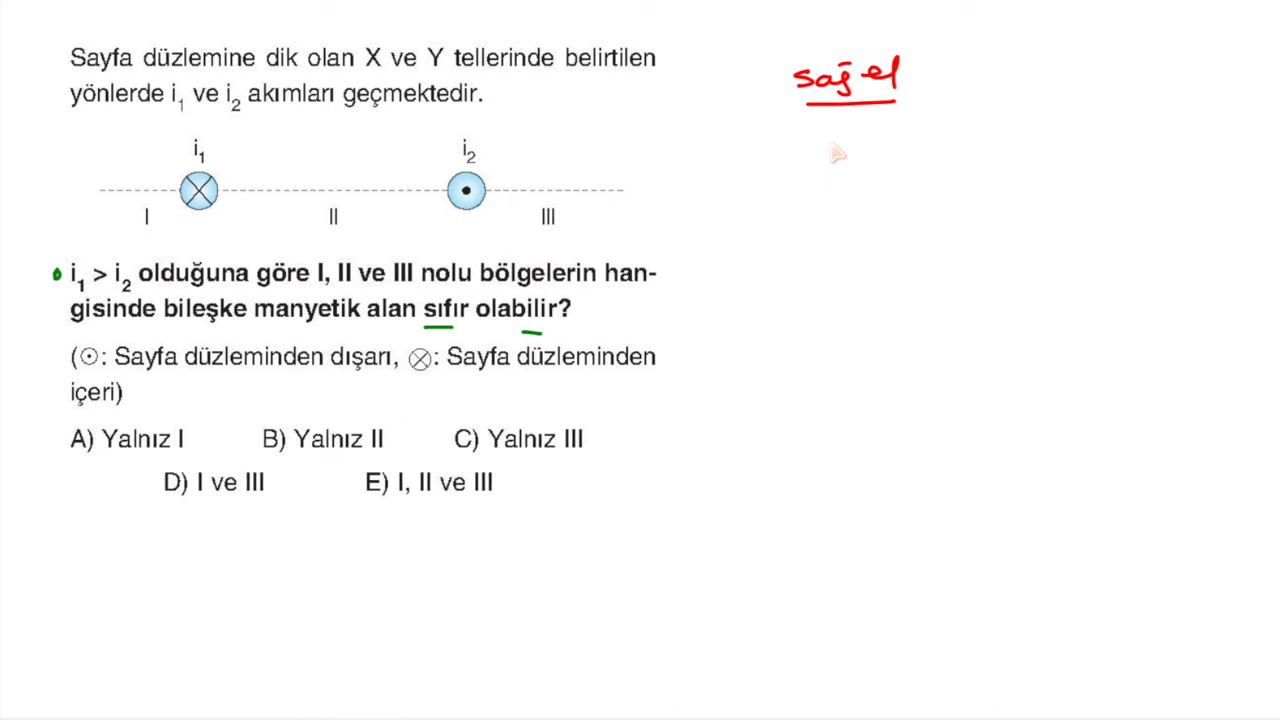 Sayfa düzlemine dik olan X ve Y tellerinde belirtilen
yönlerde i₁ ve i₂ akımları geçmektedir.
i₁ i₂
I II III
i₁ > i₂ olduğuna göre I, II ve III nolu bölgelerin han-
gisinde bileşke manyetik alan sıfır olabilir?
(⊙: Sayfa düzleminden dışarı, ⊗: Sayfa düzleminden
içeri)
A) Yalnız I B) Yalnız II C) Yalnız III
D) I ve III E) I, II ve III
sağ el